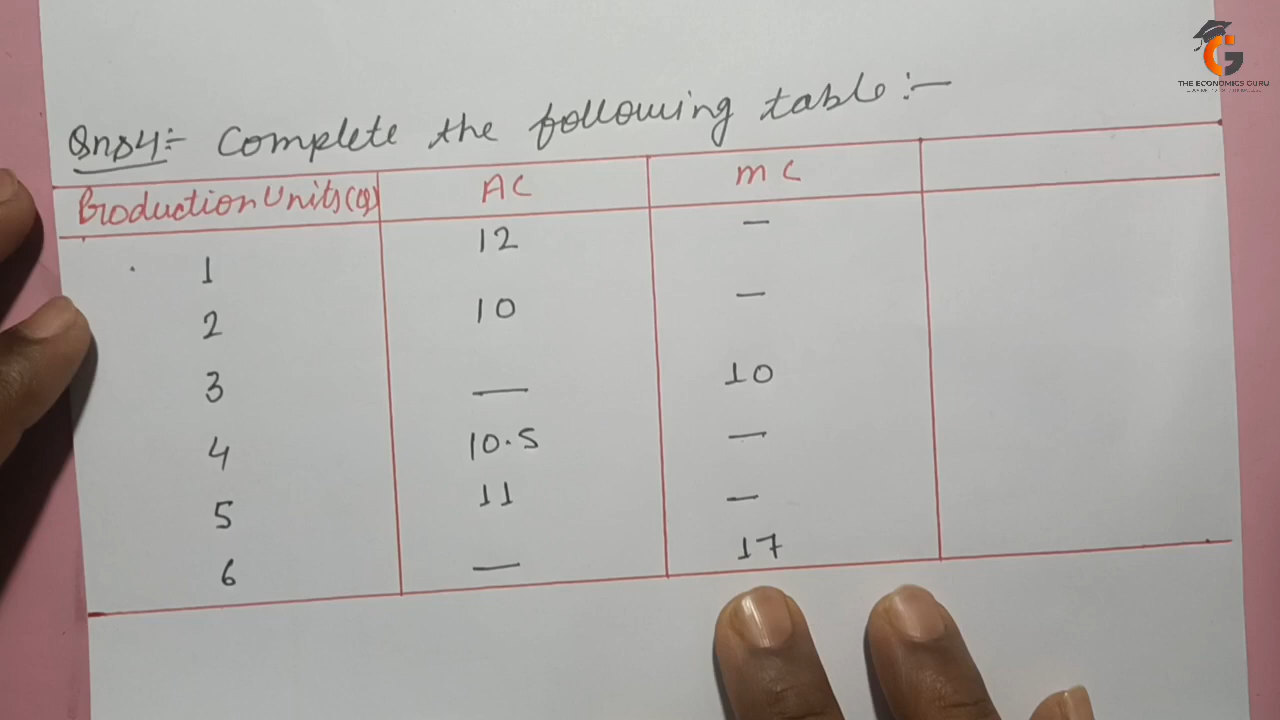 THE ECONOMICS GURU
Qns4:- Complete the following table:-
Production Units(Q) AC MC
1 12 —
2 10 —
3 — 10
4 10.5 —
5 11 —
6 — 17